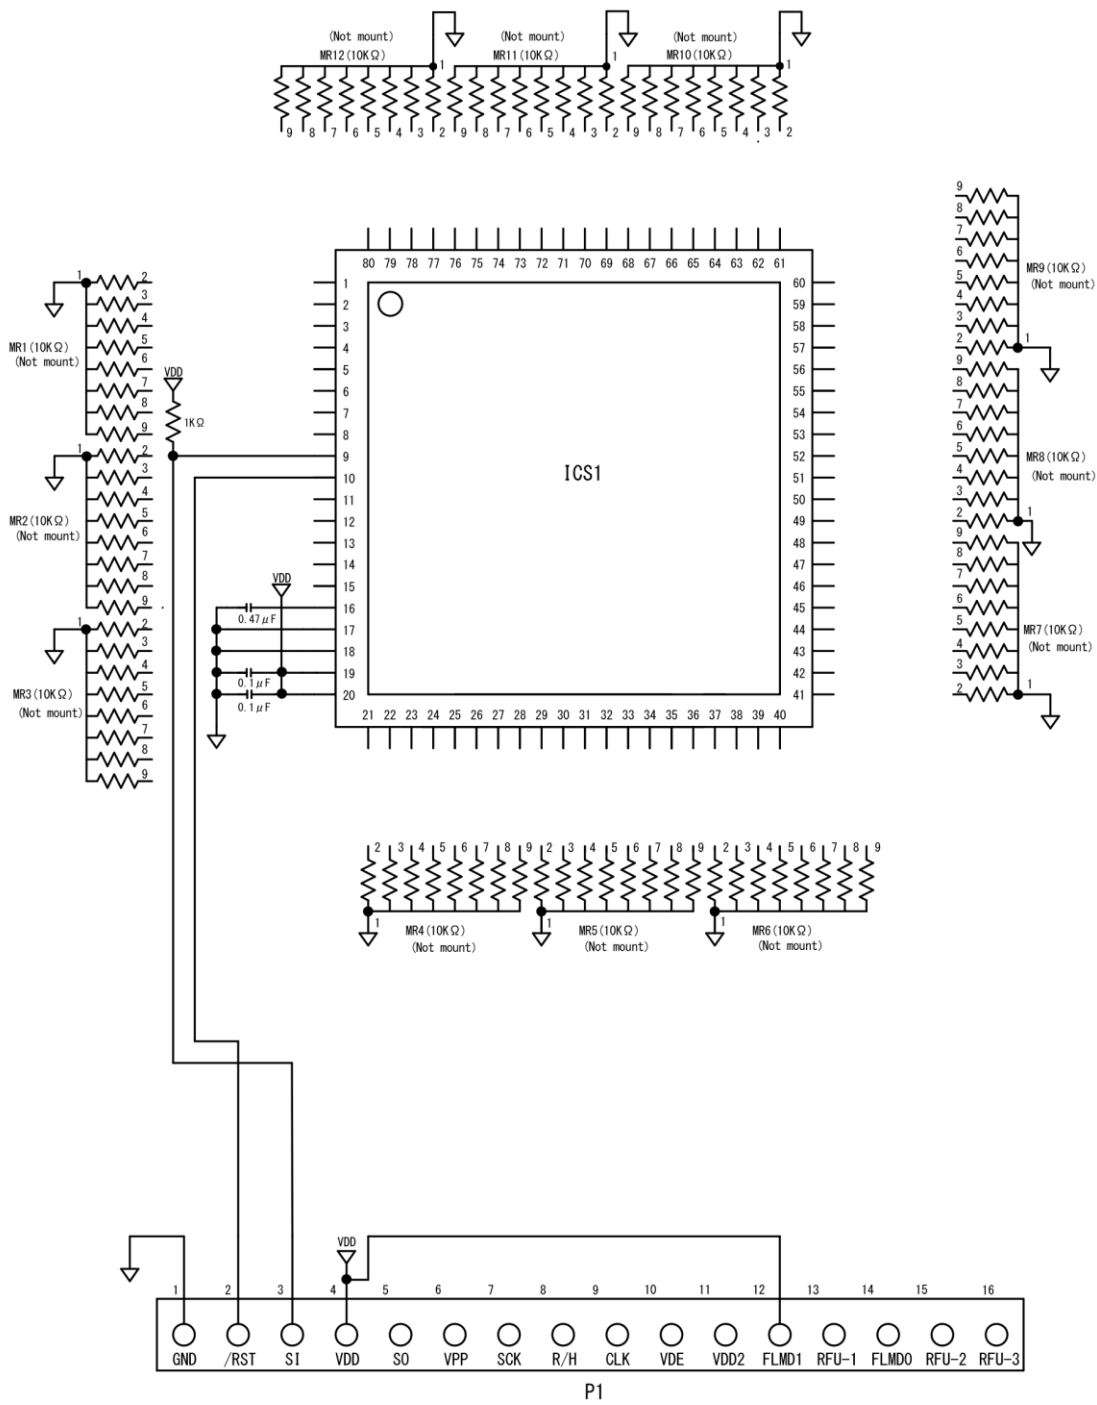 (Not mount) (Not mount) (Not mount)
MR12(10KΩ) 1 MR11(10KΩ) 1 MR10(10KΩ) 1
9 8 7 6 5 4 3 2 9 8 7 6 5 4 3 2 9 8 7 6 5 4 3 2
80 79 78 77 76 75 74 73 72 71 70 69 68 67 66 65 64 63 62 61
1 2 3 4 5 6 7 8 9 10 11 12 13 14 15 16 17 18 19 20
ICS1
60 59 58 57 56 55 54 53 52 51 50 49 48 47 46 45 44 43 42 41
21 22 23 24 25 26 27 28 29 30 31 32 33 34 35 36 37 38 39 40
1 2 3 4 5 6 7 8 9
MR1(10KΩ)
(Not mount)
VDD
1KΩ
1 2 3 4 5 6 7 8 9
MR2(10KΩ)
(Not mount)
1 2 3 4 5 6 7 8 9
MR3(10KΩ)
(Not mount)
VDD
0.47μF
0.1μF
0.1μF
9 8 7 6 5 4 3 2 1
MR9(10KΩ)
(Not mount)
9 8 7 6 5 4 3 2 1
MR8(10KΩ)
(Not mount)
9 8 7 6 5 4 3 2 1
MR7(10KΩ)
(Not mount)
2 3 4 5 6 7 8 9 2 3 4 5 6 7 8 9 2 3 4 5 6 7 8 9
1 MR4(10KΩ) 1 MR5(10KΩ) 1 MR6(10KΩ)
(Not mount) (Not mount) (Not mount)
VDD
1 2 3 4 5 6 7 8 9 10 11 12 13 14 15 16
GND /RST SI VDD SO VPP SCK R/H CLK VDE VDD2 FLMD1 RFU-1 FLMD0 RFU-2 RFU-3
P1